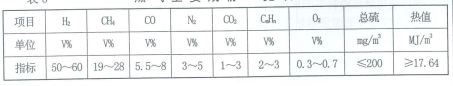 项目 H₂ CH₄ CO N₂ CO₂ CₙHₙ O₂ 总硫 热值
单位 V% V% V% V% V% V% V% mg/m³ MJ/m³
指标 50~60 19~28 5.5~8 3~5 1~3 2~3 0.3~0.7 ≤200 ≥17.64